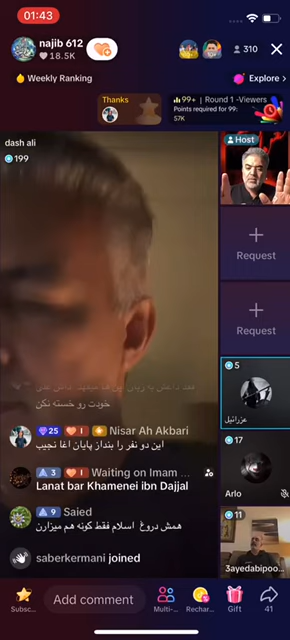 01:43
najib 612
18.5K
310
Weekly Ranking
Explore >
Thanks
99+ | Round 1 -Viewers
Points required for 99:
57K
dash ali
199
Host
Request
Request
5
عزرائیل
17
Arlo
11
3ayedabipoo...
خودت رو خسته نکن
25 1 Nisar Ah Akbari
این دو نفر را بنداز پایان اغا نجیب
3 1 Waiting on Imam ...
Lanat bar Khamenei ibn Dajjal
9 Saied
همش دروغ اسلام فقط کونه هم میزارن
saberkermani joined
Subsc...
Add comment
Multi-...
Rechar...
Gift
41